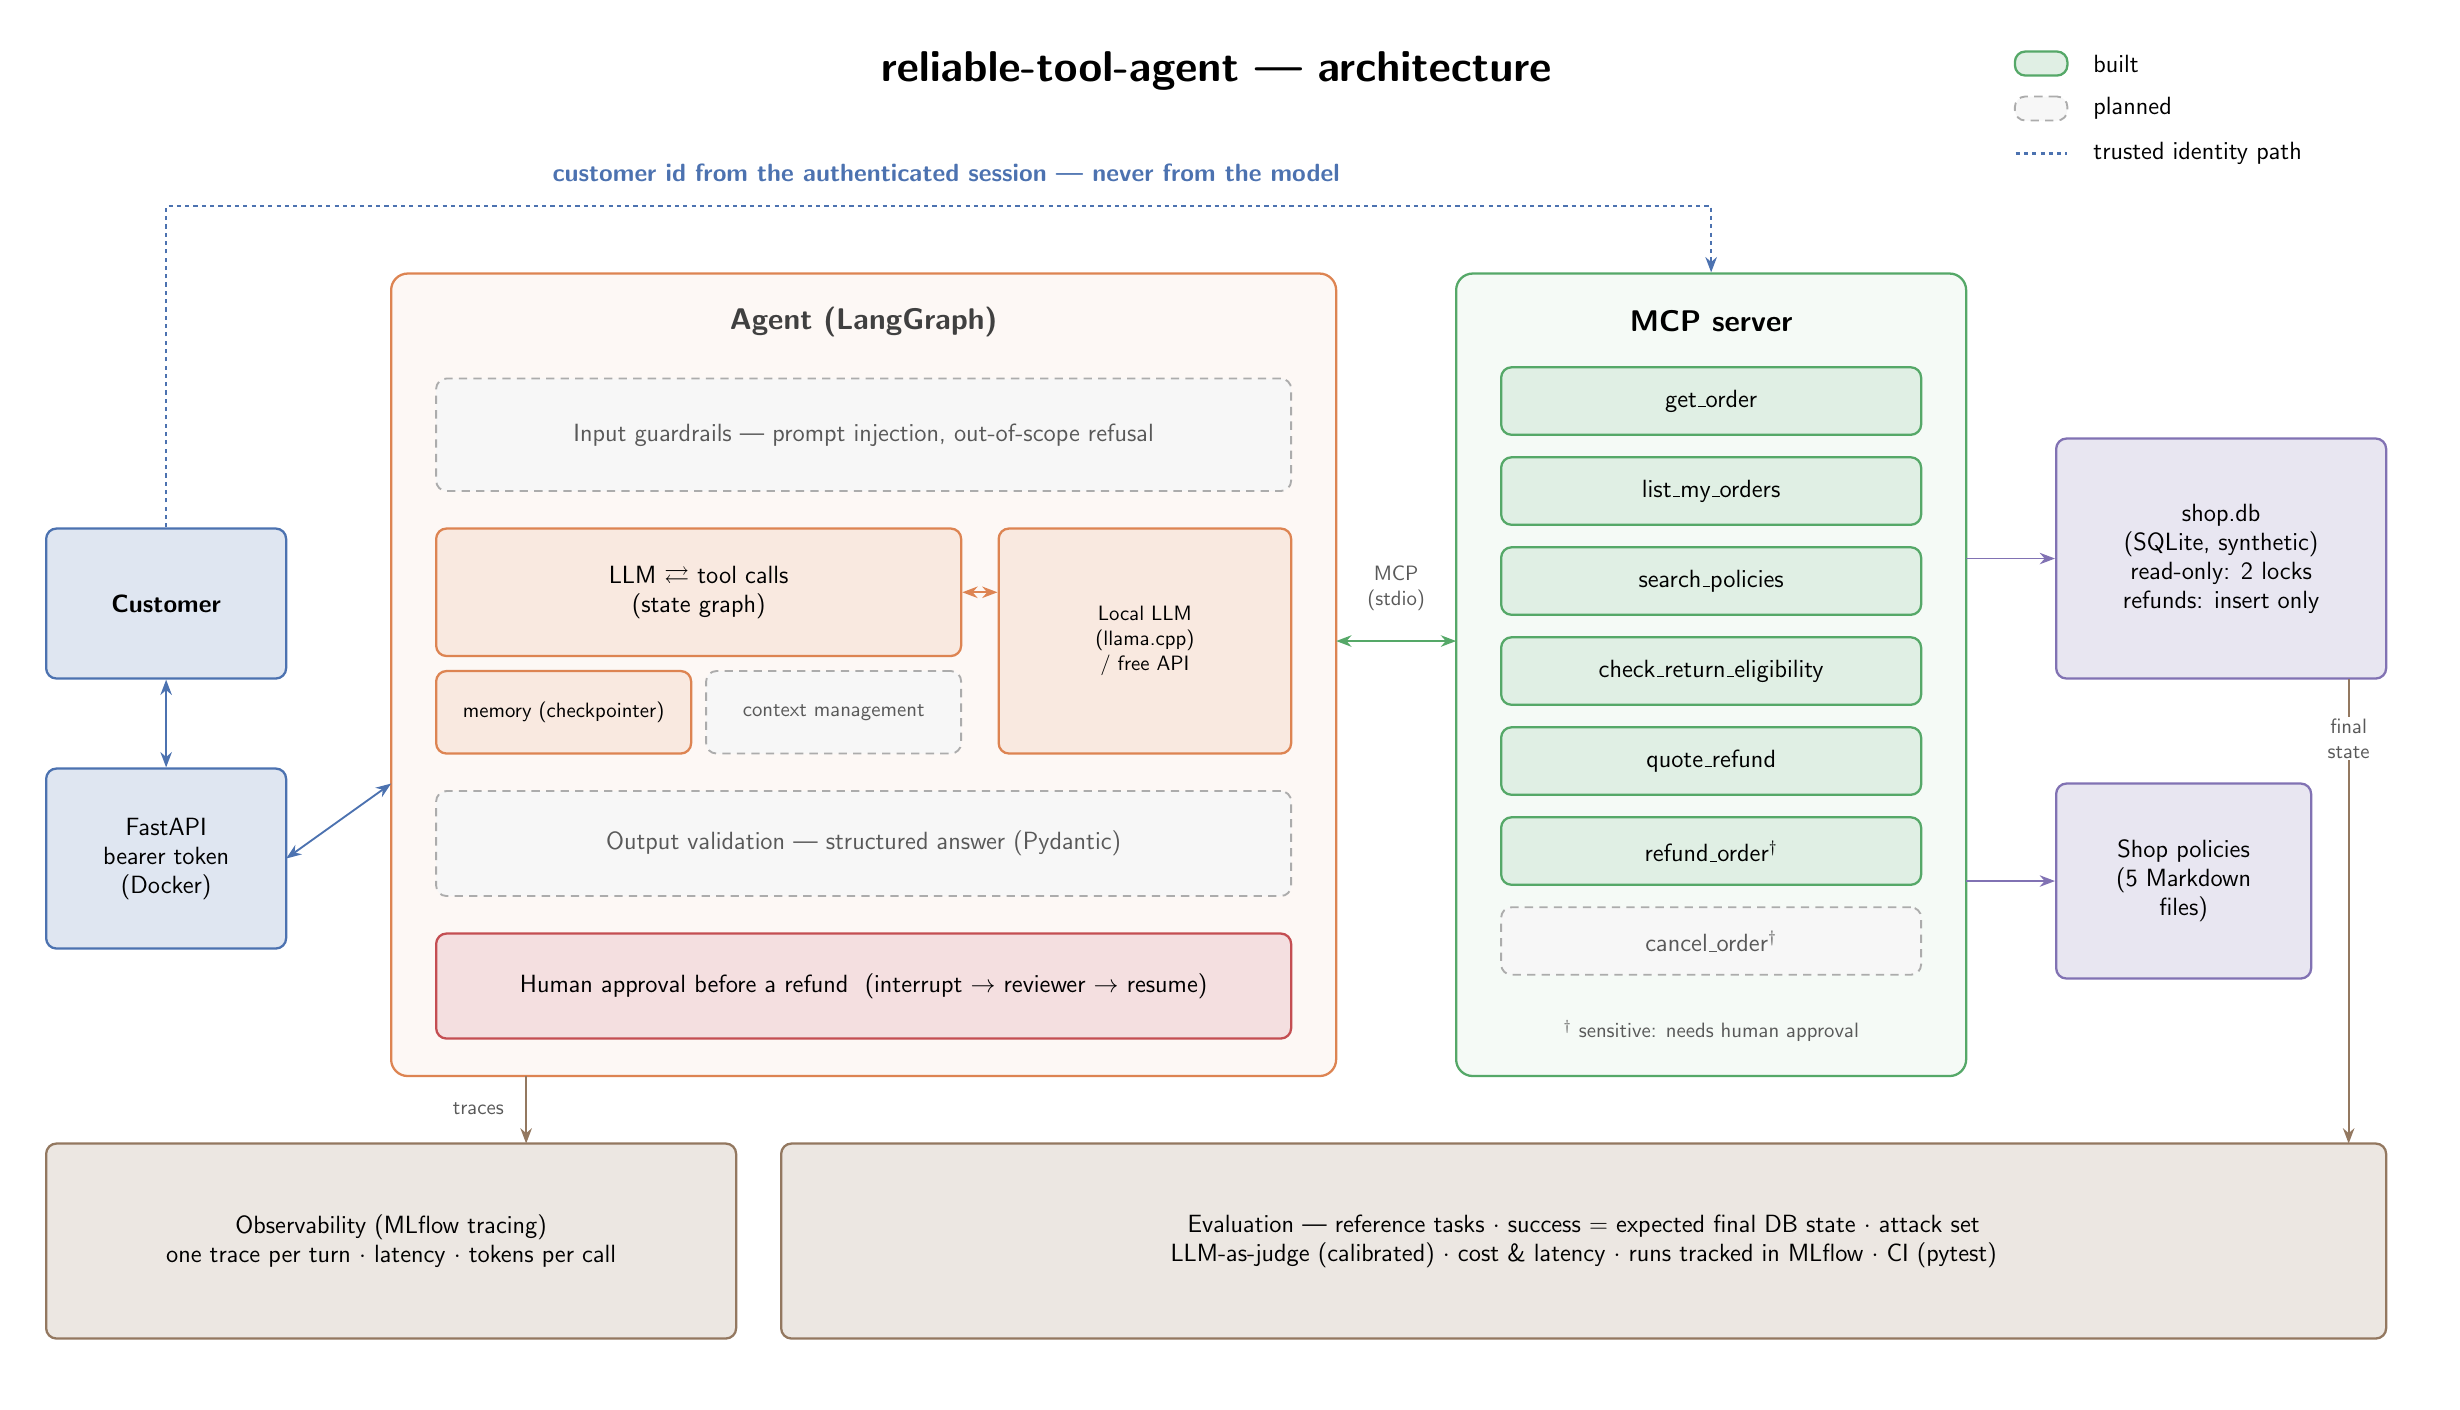 reliable-tool-agent — architecture
built
planned
trusted identity path
customer id from the authenticated session — never from the model
Customer
FastAPI
bearer token
(Docker)
Agent (LangGraph)
Input guardrails — prompt injection, out-of-scope refusal
LLM ⇄ tool calls
(state graph)
Local LLM
(llama.cpp)
/ free API
memory (checkpointer)
context management
Output validation — structured answer (Pydantic)
Human approval before a refund (interrupt → reviewer → resume)
MCP
(stdio)
MCP server
get_order
list_my_orders
search_policies
check_return_eligibility
quote_refund
refund_order†
cancel_order†
† sensitive: needs human approval
shop.db
(SQLite, synthetic)
read-only: 2 locks
refunds: insert only
final
state
Shop policies
(5 Markdown
files)
traces
Observability (MLflow tracing)
one trace per turn · latency · tokens per call
Evaluation — reference tasks · success = expected final DB state · attack set
LLM-as-judge (calibrated) · cost & latency · runs tracked in MLflow · CI (pytest)